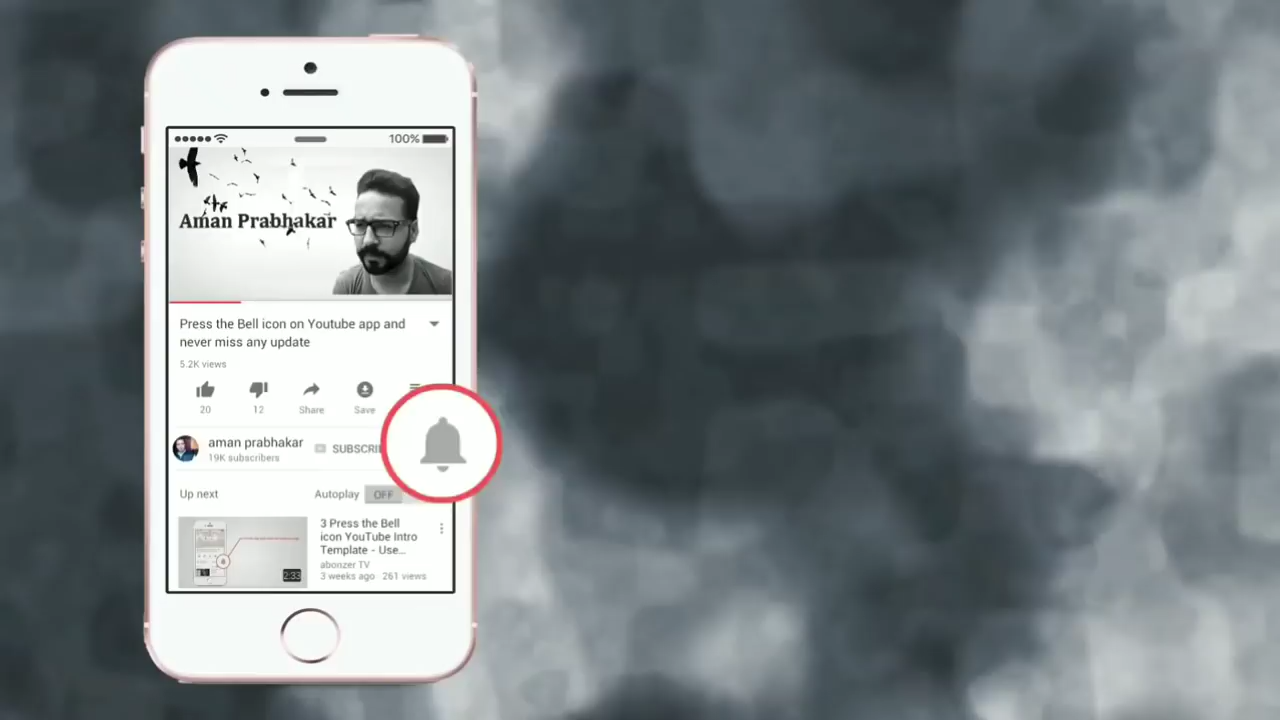 100%
Aman Prabhakar
Press the Bell icon on Youtube app and
never miss any update
5.2K views
20
12
Share
Save
aman prabhakar
SUBSCRI
19K subscribers
Up next
Autoplay
OFF
3 Press the Bell
icon YouTube Intro
Template - Use...
abonzer TV
3 weeks ago 261 views
2:33